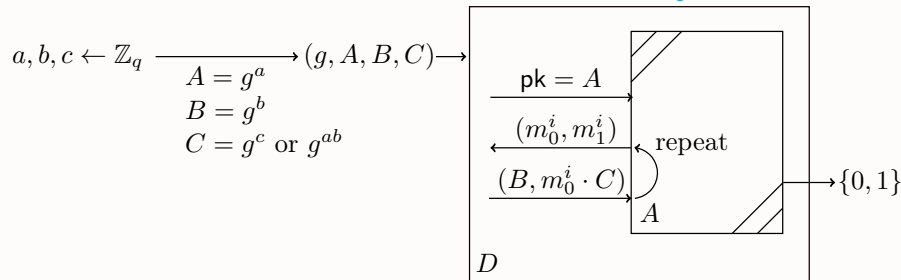 a, b, c ← ℤ_q
A = g^a
B = g^b
C = g^c or g^{ab}
(g, A, B, C)
pk = A
(m_0^i, m_1^i)
repeat
(B, m_0^i · C)
A
{0, 1}
D